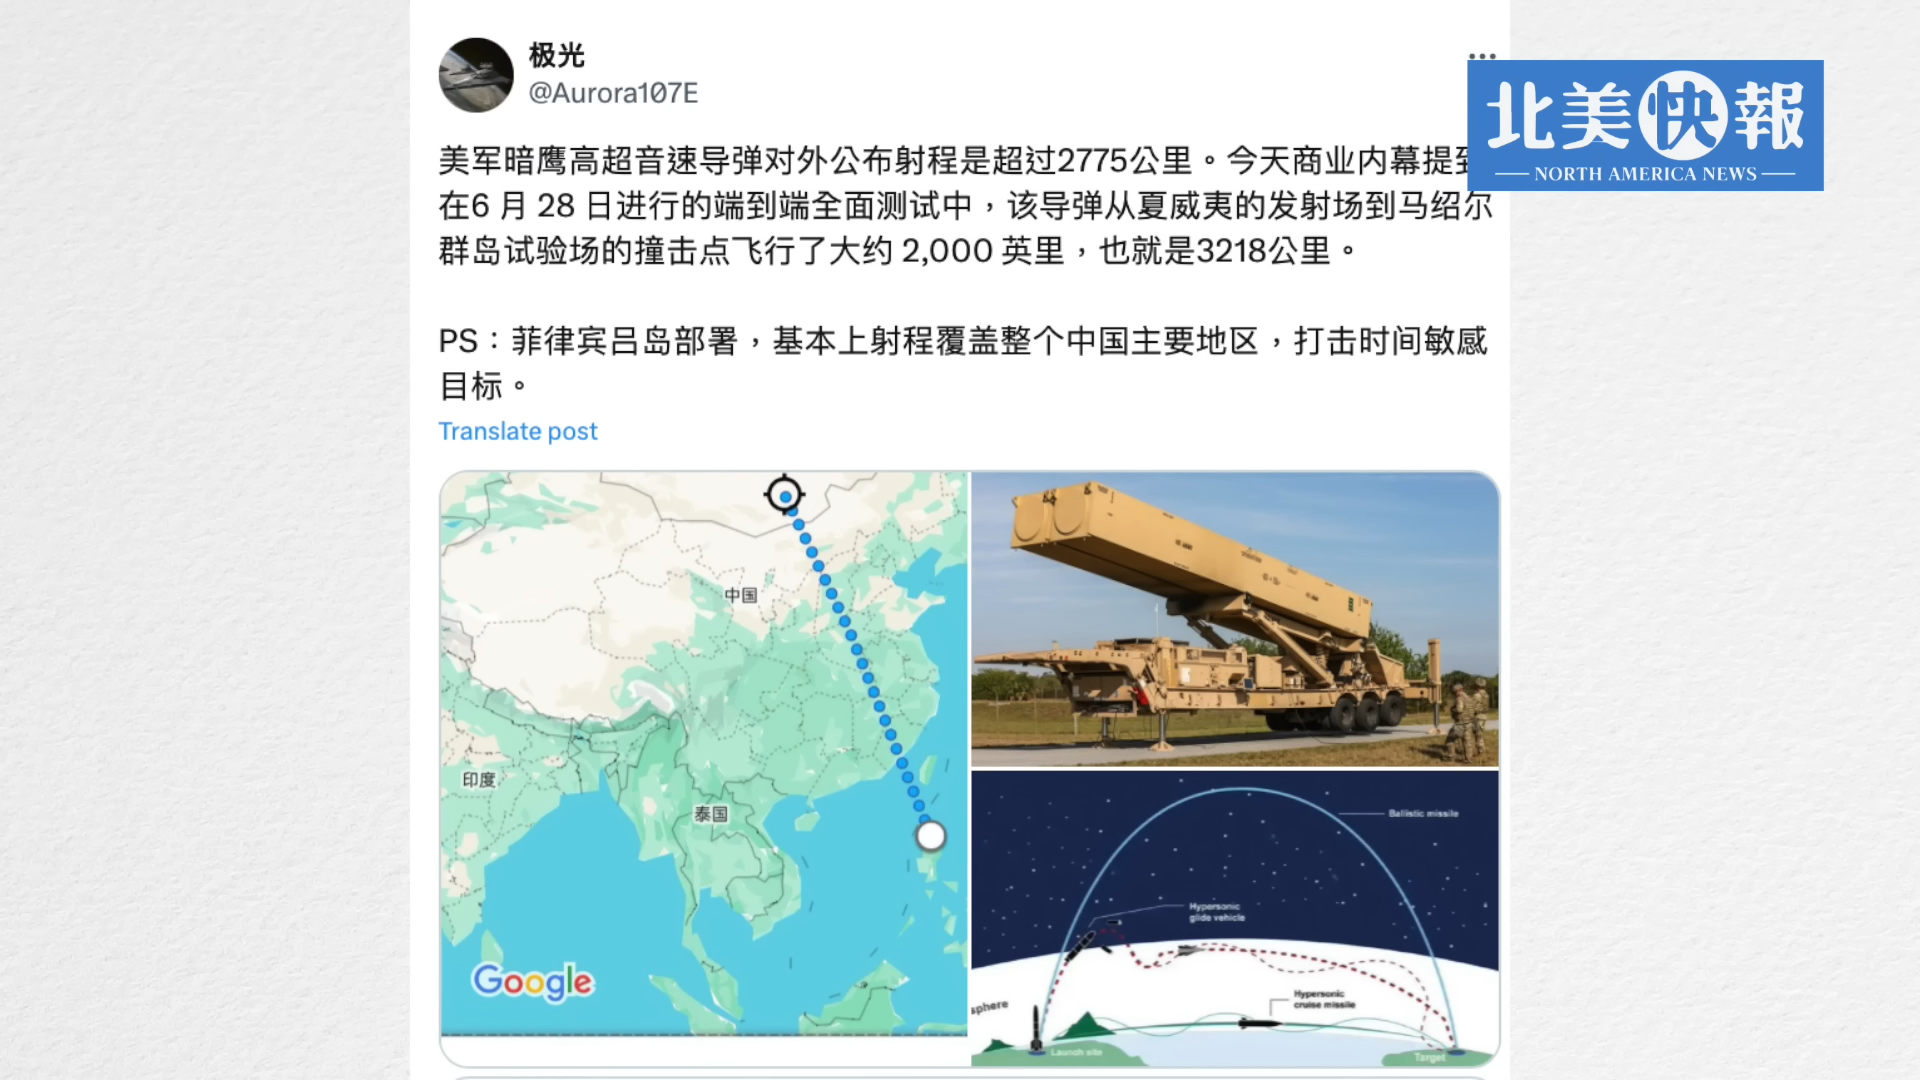 极光
@Aurora107E
北美快報
NORTH AMERICA NEWS
美军暗鹰高超音速导弹对外公布射程是超过2775公里。今天商业内幕提到
在6 月 28 日进行的端到端全面测试中，该导弹从夏威夷的发射场到马绍尔
群岛试验场的撞击点飞行了大约 2,000 英里，也就是3218公里。
PS：菲律宾吕岛部署，基本上射程覆盖整个中国主要地区，打击时间敏感
目标。
Translate post
中国
印度
泰国
Google
Ballistic missile
Hypersonic
glide vehicle
Hypersonic
cruise missile
sphere
Launch site
Target